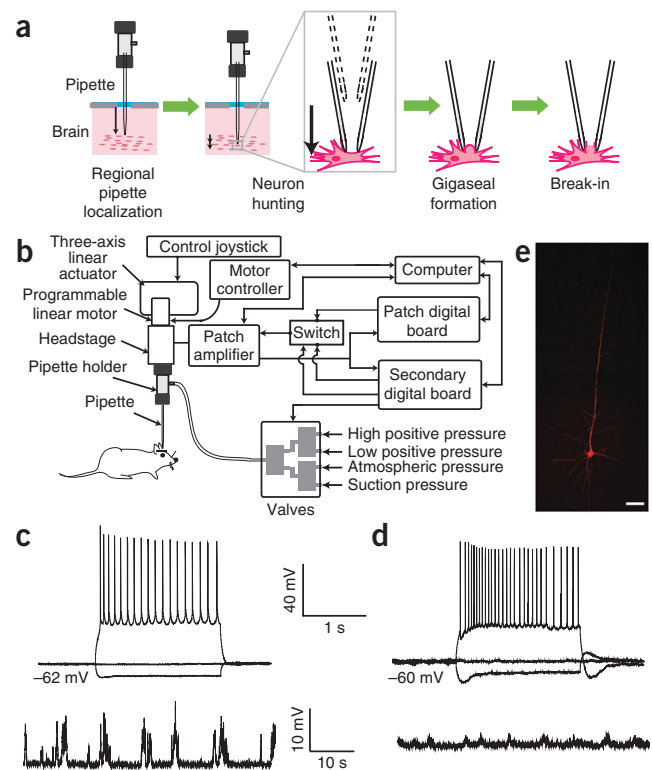 a
Pipette
Brain
Regional
pipette
localization
Neuron
hunting
Gigaseal
formation
Break-in
b
Three-axis
linear
actuator
Programmable
linear motor
Headstage
Pipette holder
Pipette
Control joystick
Motor
controller
Computer
Patch
amplifier
Switch
Patch digital
board
Secondary
digital board
High positive pressure
Low positive pressure
Atmospheric pressure
Suction pressure
Valves
e
c
–62 mV
40 mV
1 s
10 mV
10 s
d
–60 mV